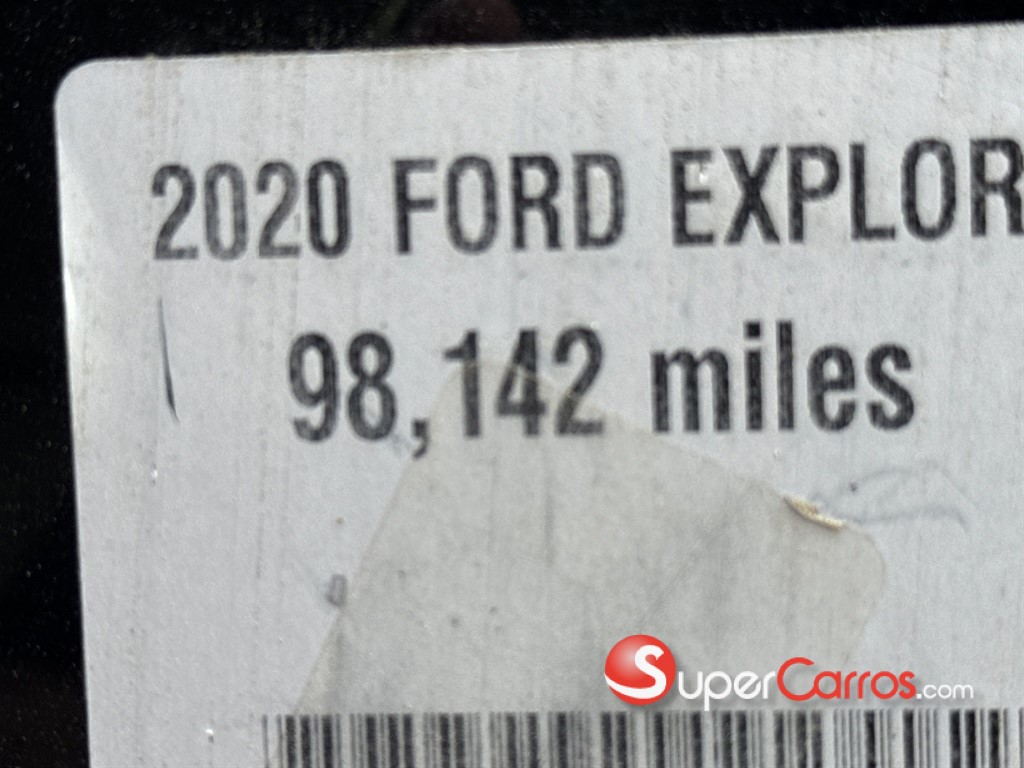 2020 FORD EXPLOR
98,142 miles
SuperCarros.com